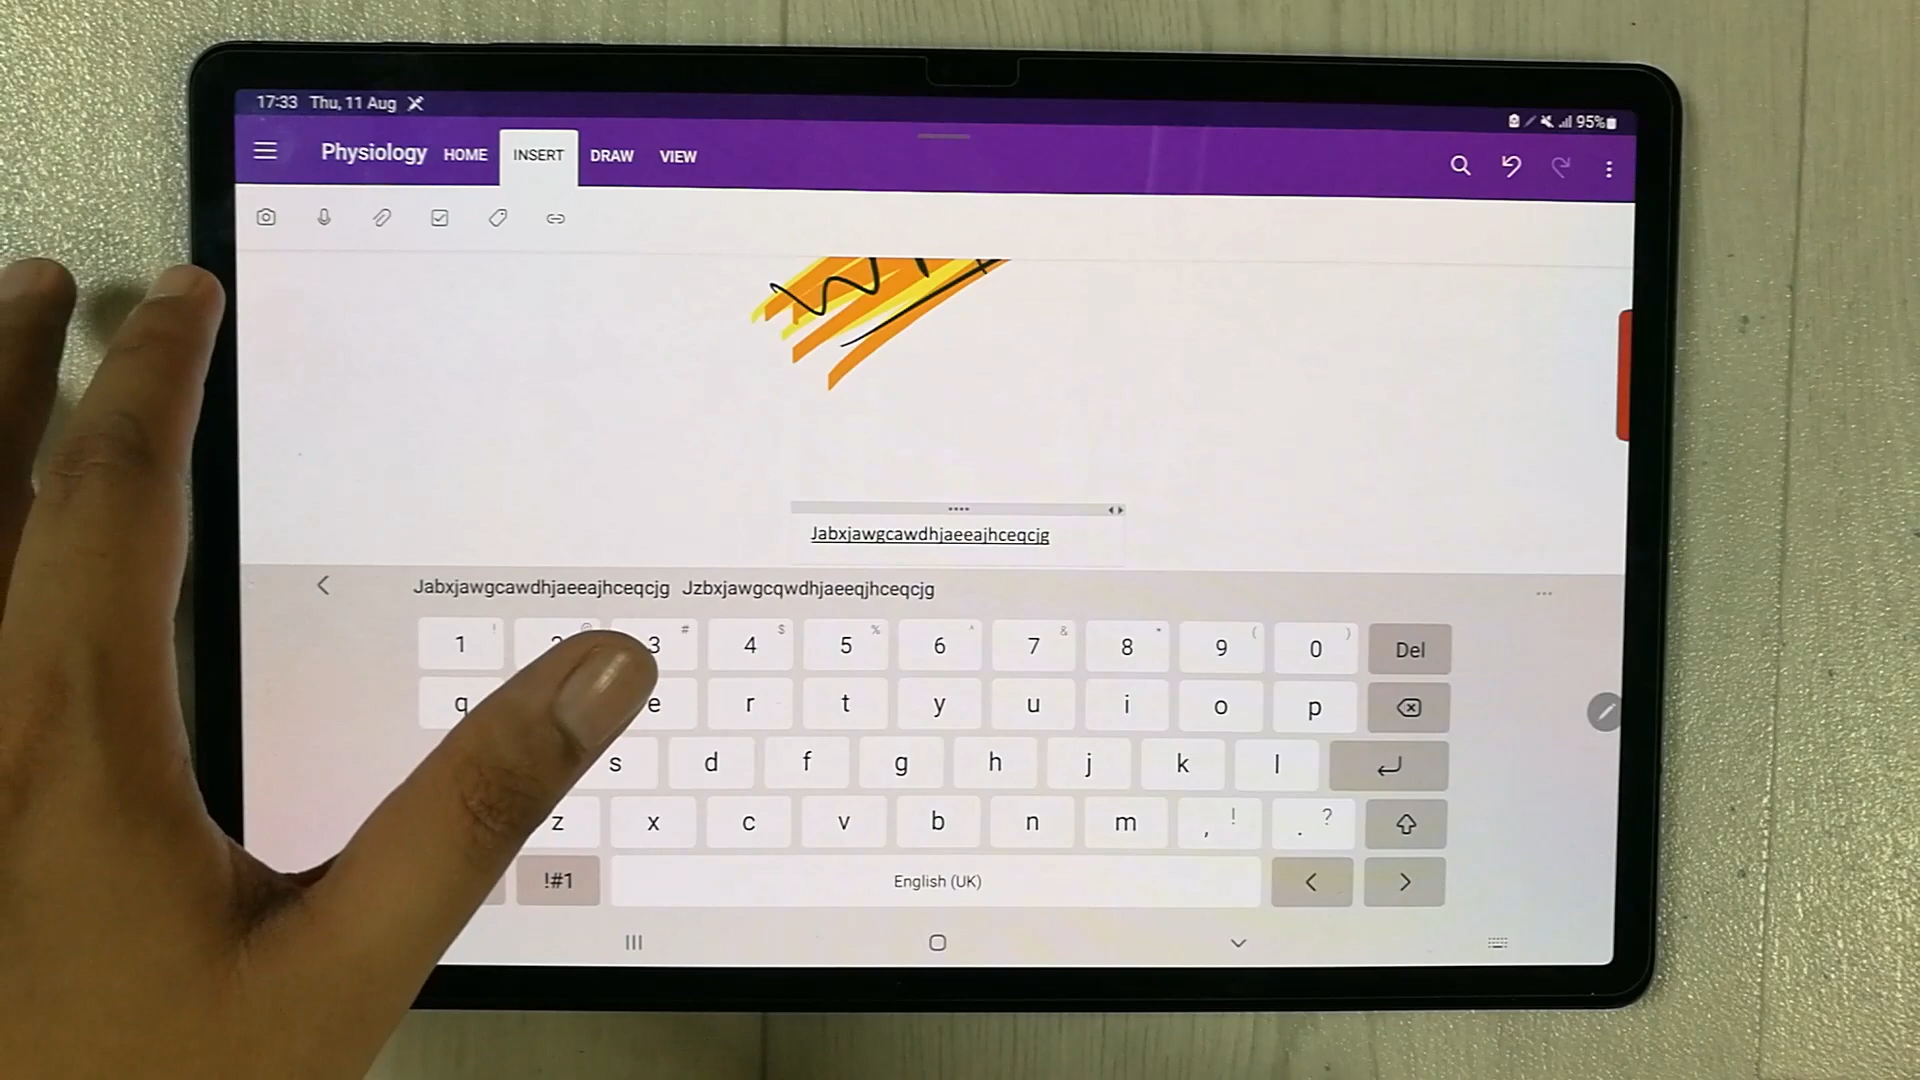 17:33 Thu, 11 Aug 95%
Physiology HOME INSERT DRAW VIEW
Jabxjawgcawdhjaeeajhceqcjg
Jabxjawgcawdhjaeeajhceqcjg Jzbxjawgcqwdhjaeeqjhceqcjg
1 ! @ 3 # 4 $ 5 % 6 ^ 7 & 8 * 9 ( 0 ) Del
q e r t y u i o p
s d f g h j k l
z x c v b n m , ! . ?
!#1 English (UK) < >